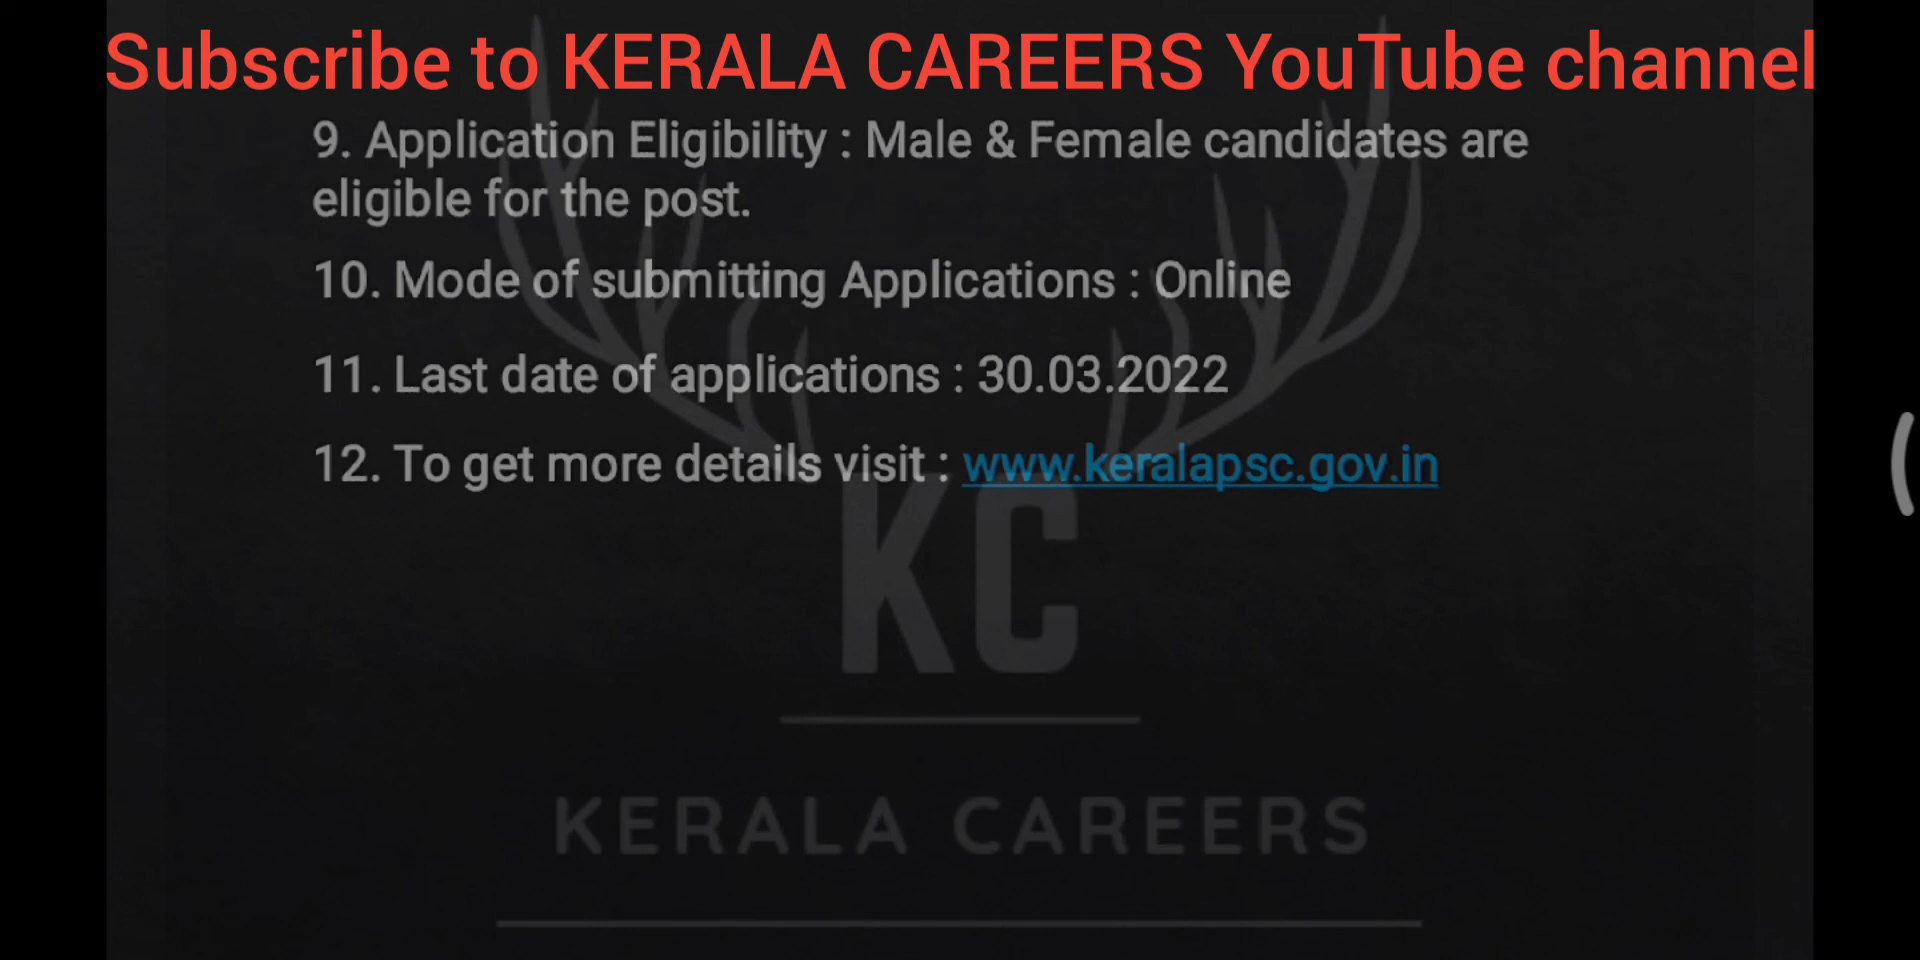 Subscribe to KERALA CAREERS YouTube channel
9. Application Eligibility : Male & Female candidates are
eligible for the post.
10. Mode of submitting Applications : Online
11. Last date of applications : 30.03.2022
12. To get more details visit : www.keralapsc.gov.in
KC
KERALA CAREERS